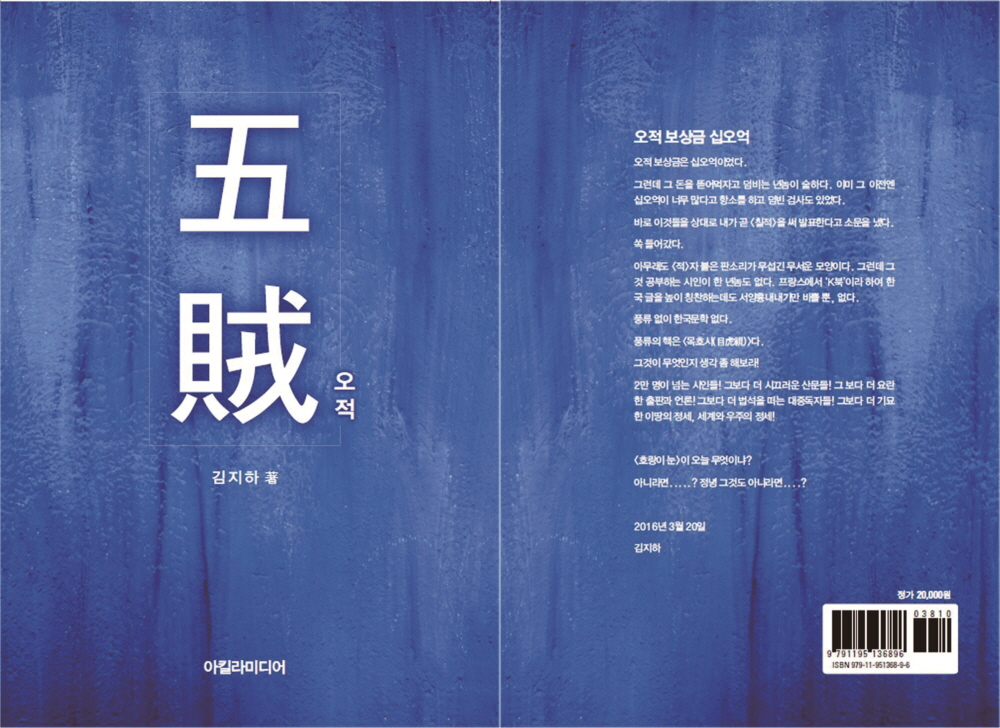 五
賊
오
적
김지하 著
아킬라미디어
오적 보상금 십오억
오적 보상금은 십오억이었다.
그런데 그 돈을 뜯어먹자고 덤비는 년놈이 숱하다. 이미 그 이전엔
십오억이 너무 많다고 항소를 하고 덤빈 검사도 있었다.
바로 이것들을 상대로 내가 곧 〈칠적〉을 써 발표한다고 소문을 냈다.
쑥 들어갔다.
아무래도 〈적〉자 붙은 판소리가 무섭긴 무서운 모양이다. 그런데 그
것 공부하는 시인이 한 년놈도 없다. 프랑스에서 ‘K북’이라 하여 한
국 글을 높이 칭찬하는데도 서양흉내내기만 바쁠 뿐, 없다.
풍류 없이 한국문학 없다.
풍류의 핵은 〈목호시(目虎視)〉다.
그것이 무엇인지 생각 좀 해보라!
2만 명이 넘는 시인들! 그보다 더 시끄러운 산문들! 그 보다 더 요란
한 출판과 언론! 그보다 더 법석을 떠는 대중독자들! 그보다 더 기묘
한 이땅의 정세, 세계와 우주의 정세!
〈호랑이 눈〉이 오늘 무엇이냐?
아니라면.....? 정녕 그것도 아니라면....?
2016년 3월 20일
김지하
정가 20,000원
03810
9 791195 136896
ISBN 979-11-951368-9-6